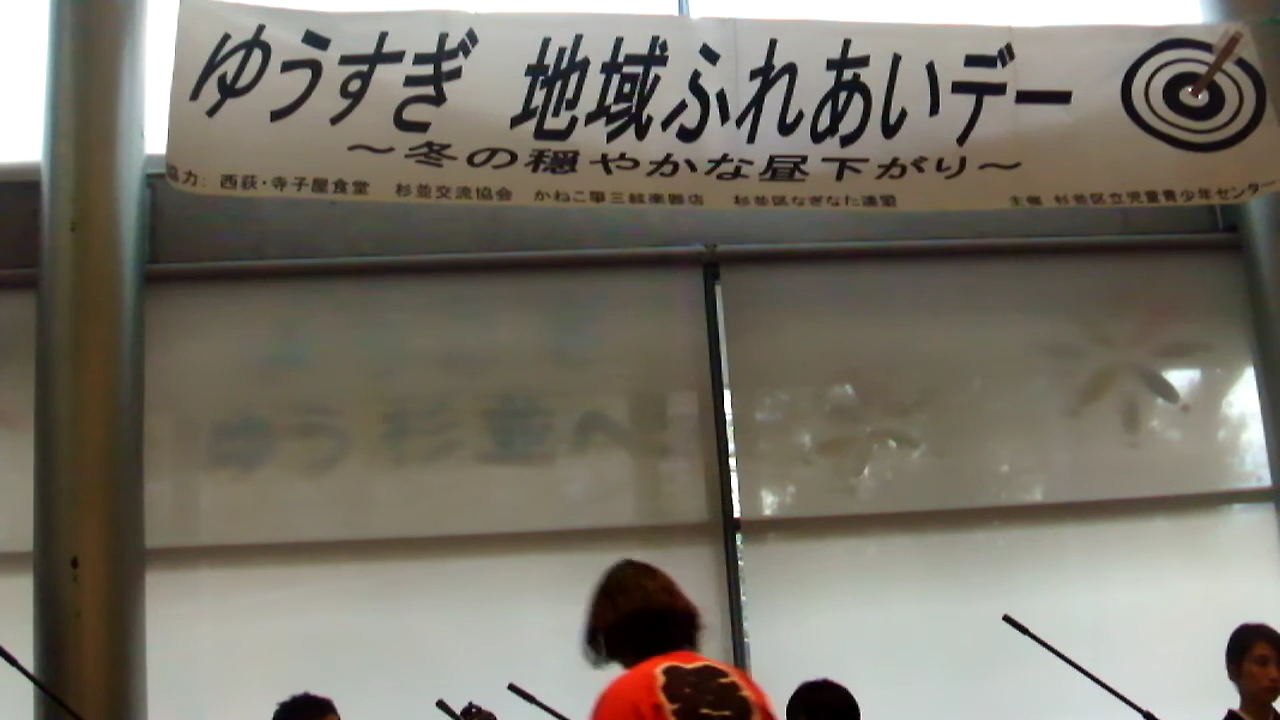 ゆうすぎ 地域ふれあいデー
～冬の穏やかな昼下がり～
協力: 西荻・寺子屋食堂 杉並交流協会 かねこ 三絃楽器店 杉並区なぎなた連盟 主催 杉並区立児童青少年センター
ゆう杉並へ